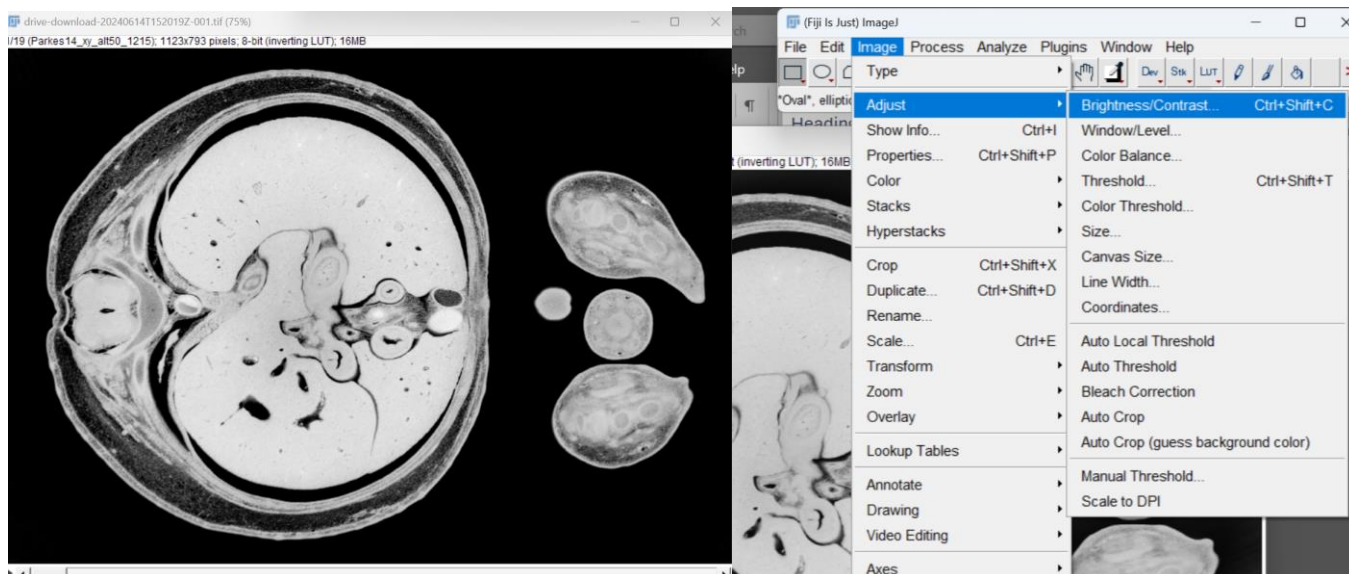 drive-download-20240614T152019Z-001.tif (75%)
/19 (Parkes14_xy_alt50_1215); 1123x793 pixels; 8-bit (inverting LUT); 16MB
(Fiji Is Just) ImageJ
File Edit Image Process Analyze Plugins Window Help
Dev Stk LUT
*Oval*, elliptic
Heading
t (inverting LUT); 16MB
Type
Adjust
Show Info... Ctrl+I
Properties... Ctrl+Shift+P
Color
Stacks
Hyperstacks
Crop Ctrl+Shift+X
Duplicate... Ctrl+Shift+D
Rename...
Scale... Ctrl+E
Transform
Zoom
Overlay
Lookup Tables
Annotate
Drawing
Video Editing
Axes
Brightness/Contrast... Ctrl+Shift+C
Window/Level...
Color Balance...
Threshold... Ctrl+Shift+T
Color Threshold...
Size...
Canvas Size...
Line Width...
Coordinates...
Auto Local Threshold
Auto Threshold
Bleach Correction
Auto Crop
Auto Crop (guess background color)
Manual Threshold...
Scale to DPI